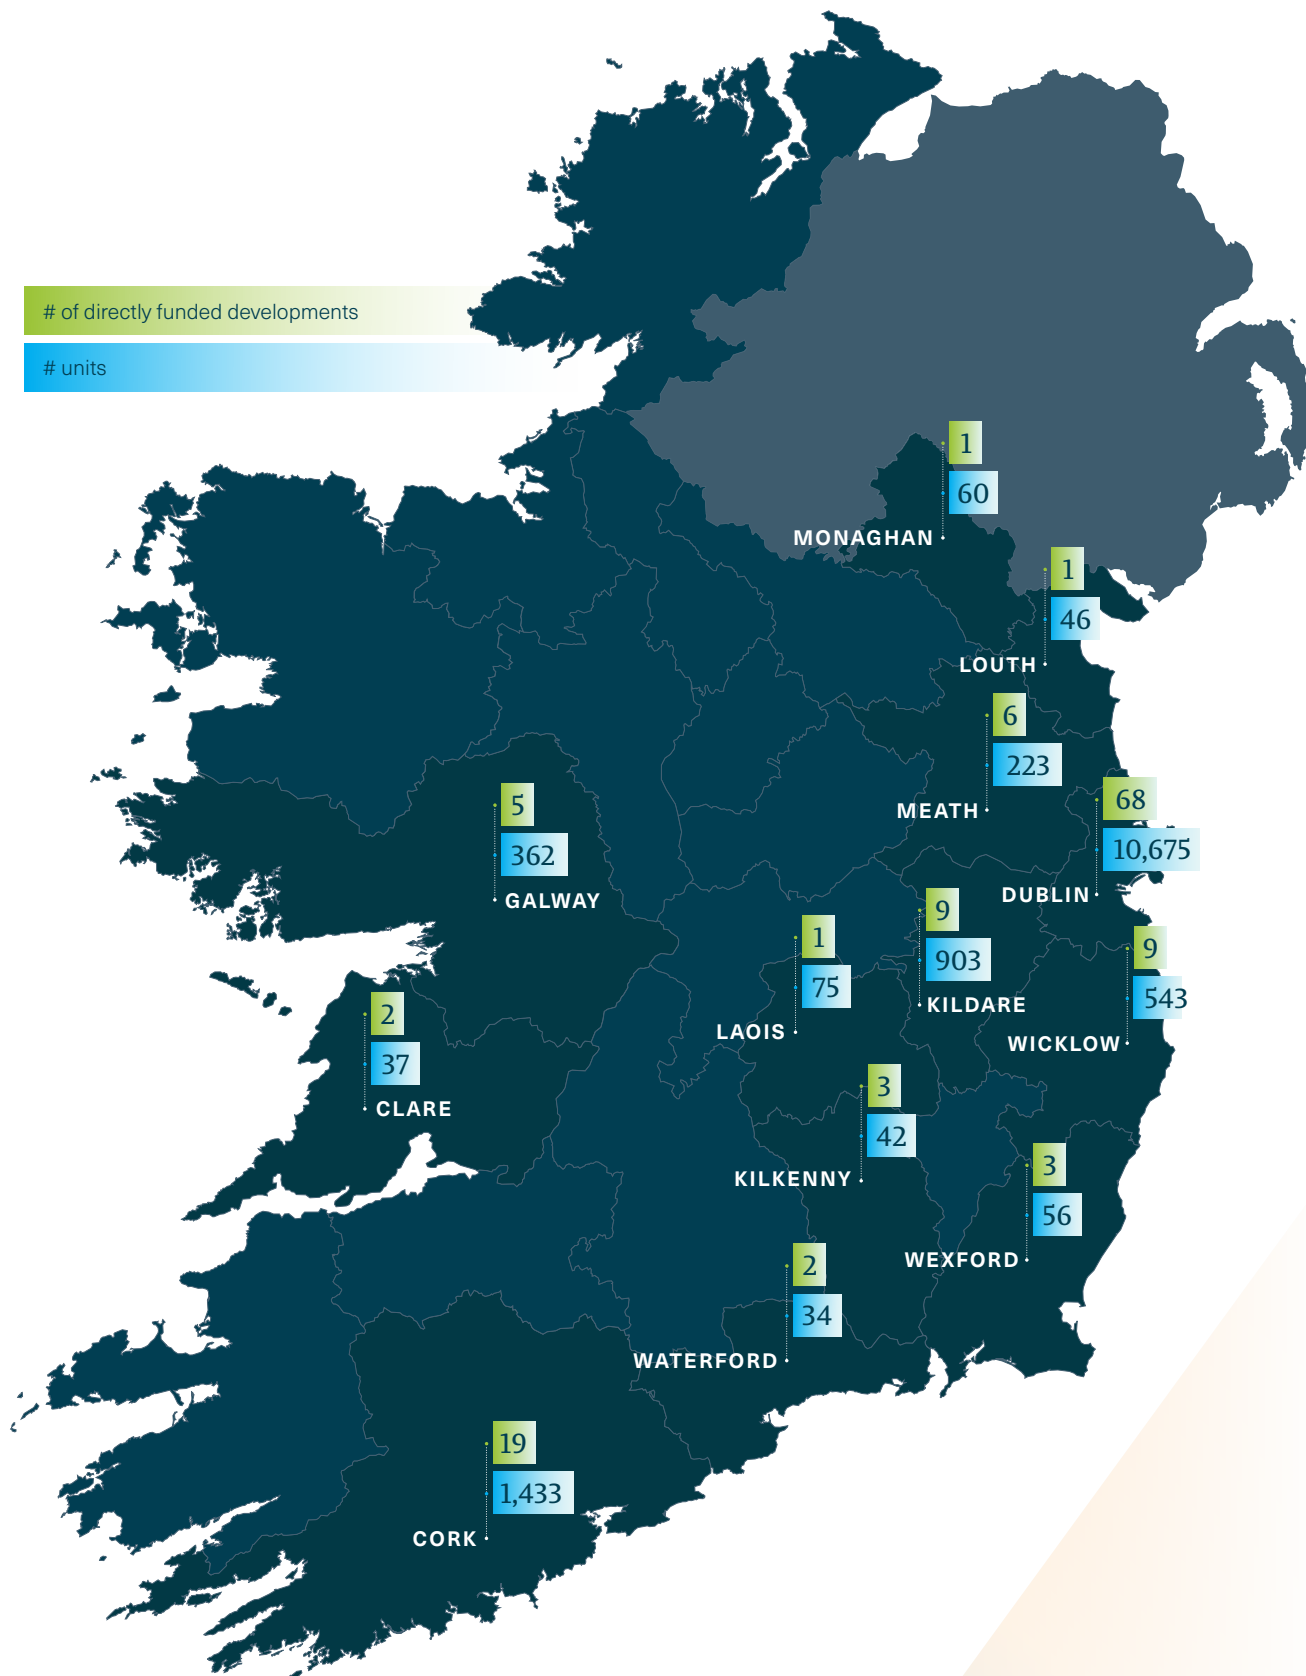 # of directly funded developments
# units
1
60
MONAGHAN
1
46
LOUTH
6
223
MEATH
68
10,675
DUBLIN
5
362
GALWAY
9
903
KILDARE
1
75
LAOIS
9
543
WICKLOW
2
37
CLARE
3
42
KILKENNY
3
56
WEXFORD
2
34
WATERFORD
19
1,433
CORK